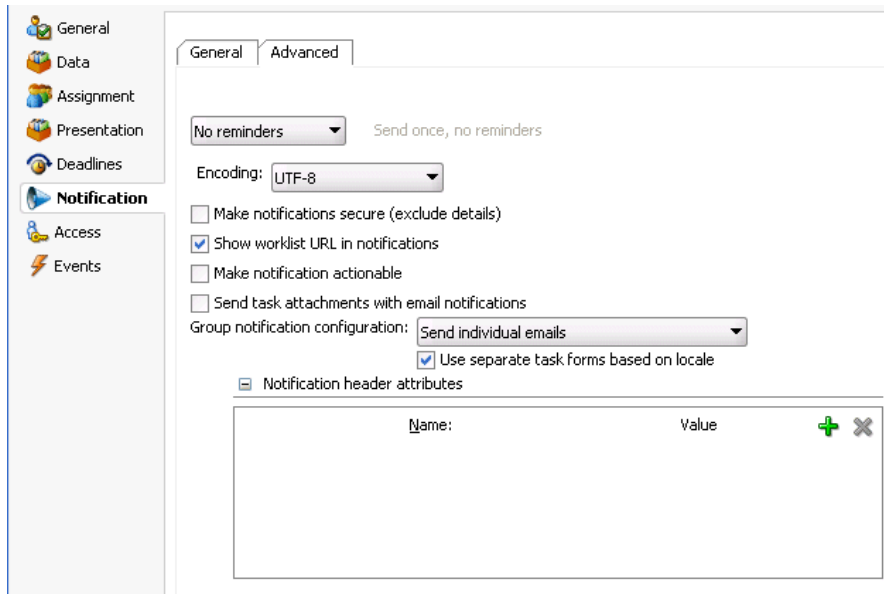 General
Data
Assignment
Presentation
Deadlines
Notification
Access
Events
General
Advanced
No reminders
Send once, no reminders
Encoding:
UTF-8
Make notifications secure (exclude details)
Show worklist URL in notifications
Make notification actionable
Send task attachments with email notifications
Group notification configuration:
Send individual emails
Use separate task forms based on locale
Notification header attributes
Name:
Value